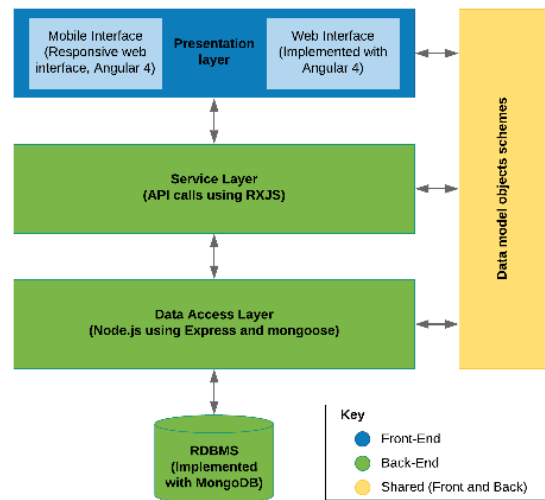 Mobile Interface
(Responsive web
interface, Angular 4)
Presentation
layer
Web Interface
(Implemented with
Angular 4)
Data model objects schemes
Service Layer
(API calls using RXJS)
Data Access Layer
(Node.js using Express and mongoose)
RDBMS
(Implemented
with MongoDB)
Key
Front-End
Back-End
Shared (Front and Back)